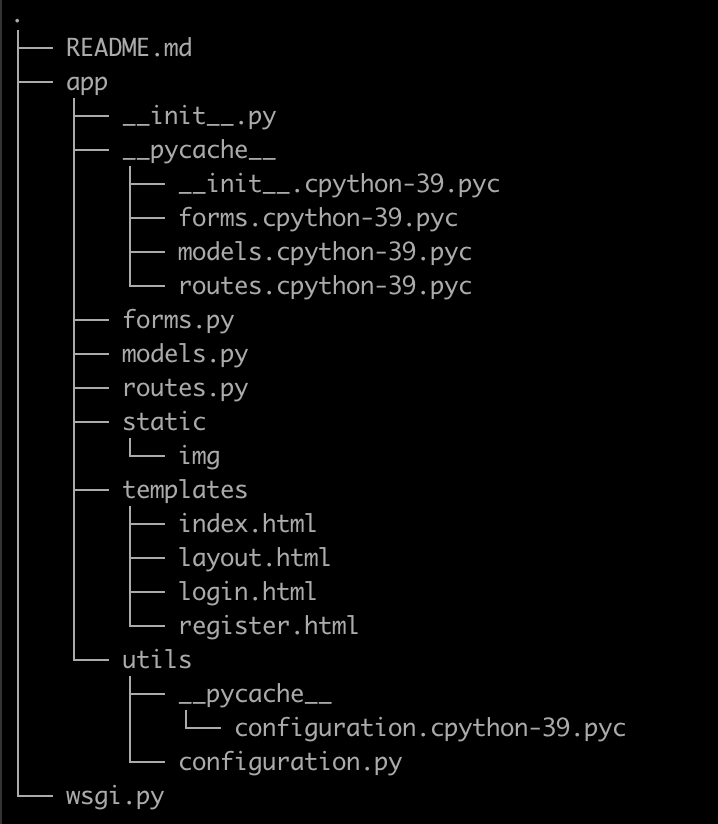 .
├── README.md
├── app
│   ├── __init__.py
│   ├── __pycache__
│   │   ├── __init__.cpython-39.pyc
│   │   ├── forms.cpython-39.pyc
│   │   ├── models.cpython-39.pyc
│   │   └── routes.cpython-39.pyc
│   ├── forms.py
│   ├── models.py
│   ├── routes.py
│   ├── static
│   │   └── img
│   ├── templates
│   │   ├── index.html
│   │   ├── layout.html
│   │   ├── login.html
│   │   └── register.html
│   └── utils
│       ├── __pycache__
│       │   └── configuration.cpython-39.pyc
│       └── configuration.py
└── wsgi.py